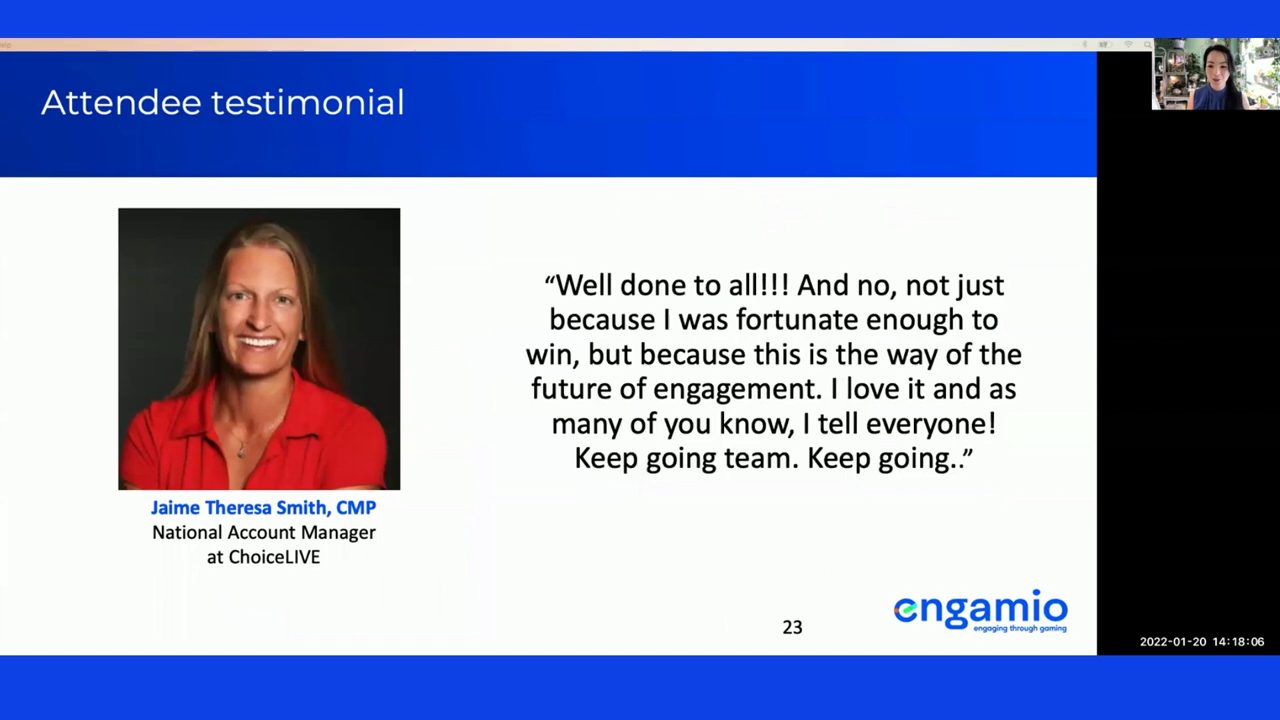 Attendee testimonial
“Well done to all!!! And no, not just
because I was fortunate enough to
win, but because this is the way of the
future of engagement. I love it and as
many of you know, I tell everyone!
Keep going team. Keep going..”
Jaime Theresa Smith, CMP
National Account Manager
at ChoiceLIVE
engamio
engaging through gaming
23
2022-01-20 14:18:06